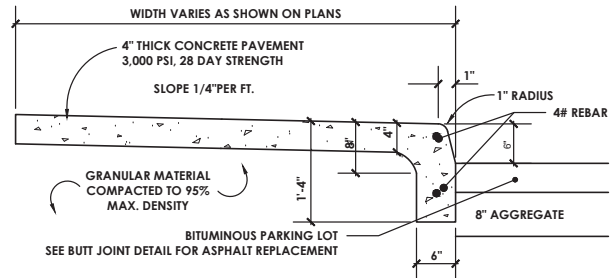 WIDTH VARIES AS SHOWN ON PLANS
4" THICK CONCRETE PAVEMENT
3,000 PSI, 28 DAY STRENGTH
SLOPE 1/4"PER FT.
1"
1" RADIUS
4# REBAR
4"
8"
6"
1'-4"
GRANULAR MATERIAL
COMPACTED TO 95%
MAX. DENSITY
8" AGGREGATE
BITUMINOUS PARKING LOT
SEE BUTT JOINT DETAIL FOR ASPHALT REPLACEMENT
6"